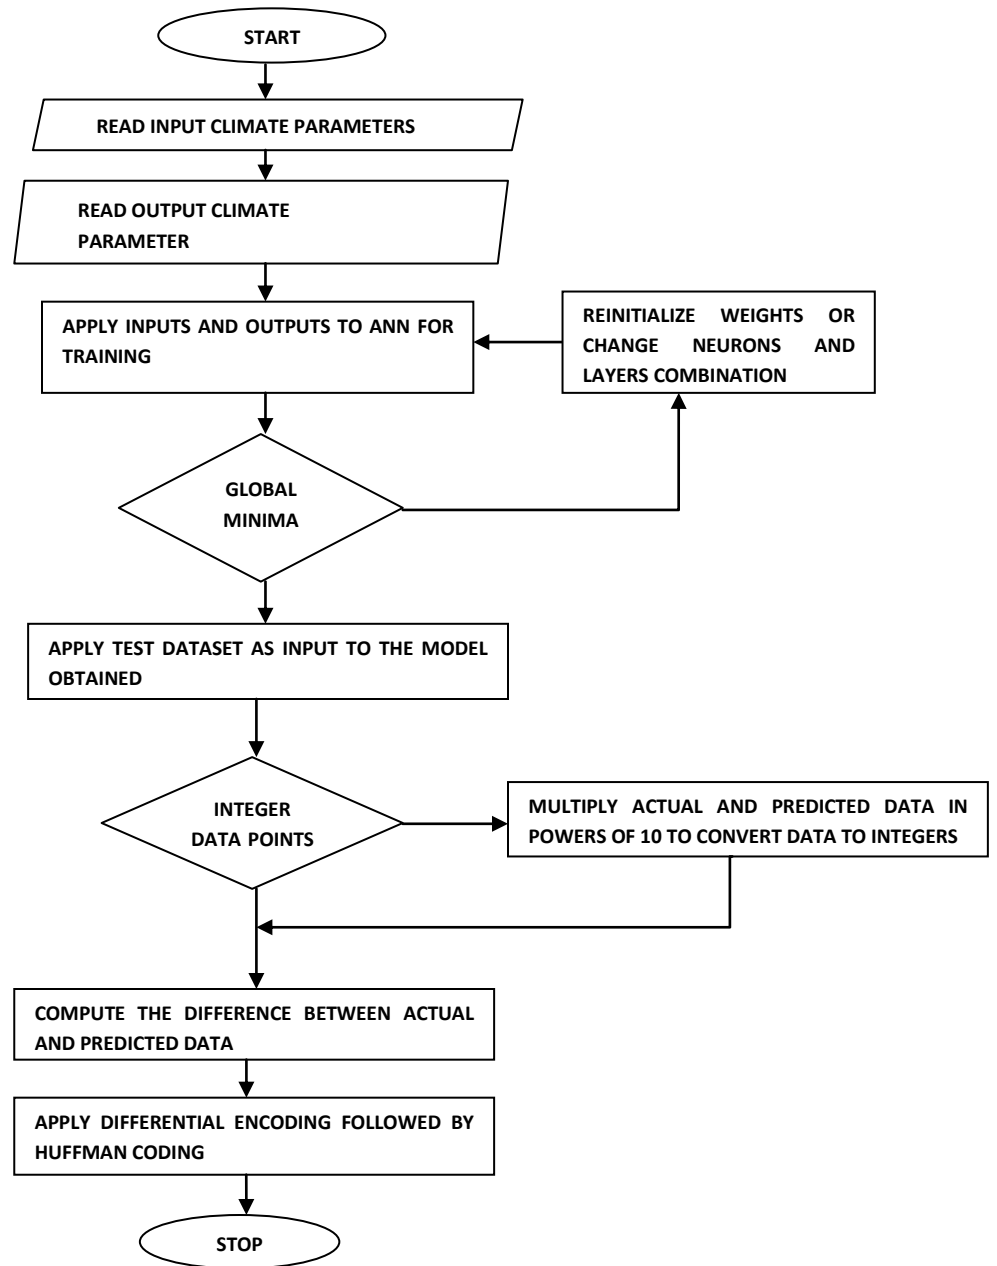 START
READ INPUT CLIMATE PARAMETERS
READ OUTPUT CLIMATE
PARAMETER
APPLY INPUTS AND OUTPUTS TO ANN FOR
TRAINING
REINITIALIZE WEIGHTS OR
CHANGE NEURONS AND
LAYERS COMBINATION
GLOBAL
MINIMA
APPLY TEST DATASET AS INPUT TO THE MODEL
OBTAINED
INTEGER
DATA POINTS
MULTIPLY ACTUAL AND PREDICTED DATA IN
POWERS OF 10 TO CONVERT DATA TO INTEGERS
COMPUTE THE DIFFERENCE BETWEEN ACTUAL
AND PREDICTED DATA
APPLY DIFFERENTIAL ENCODING FOLLOWED BY
HUFFMAN CODING
STOP